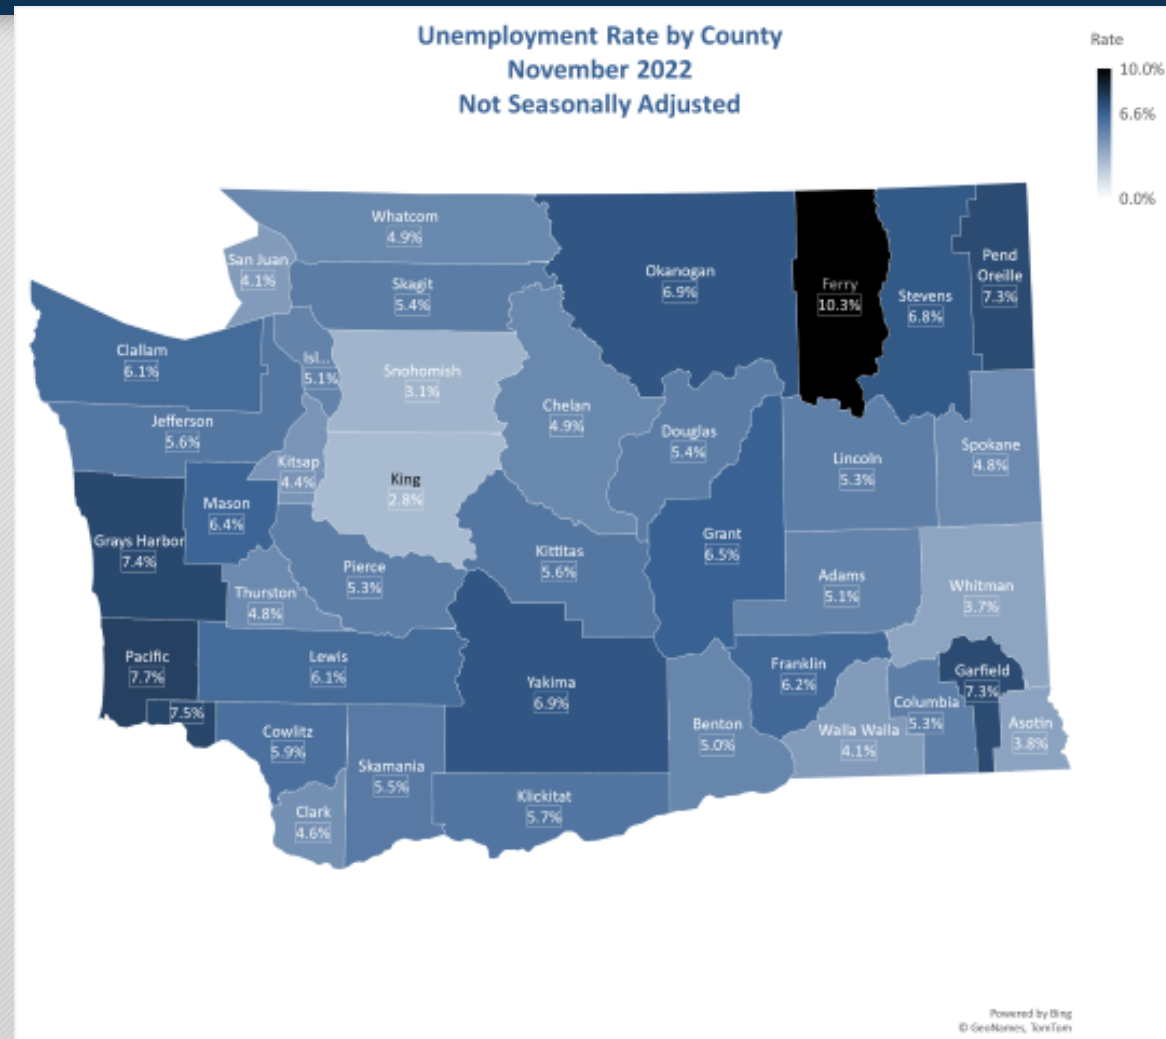 Unemployment Rate by County
November 2022
Not Seasonally Adjusted
Rate
10.0%
6.6%
0.0%
Whatcom
4.9%
San Juan
4.1%
Skagit
5.4%
Okanogan
6.9%
Ferry
10.3%
Stevens
6.8%
Pend
Oreille
7.3%
Clallam
6.1%
Isl...
5.1%
Snohomish
3.1%
Jefferson
5.6%
Chelan
4.9%
Douglas
5.4%
Lincoln
5.3%
Spokane
4.8%
Kitsap
4.4%
King
2.8%
Mason
6.4%
Grays Harbor
7.4%
Grant
6.5%
Kittitas
5.6%
Pierce
5.3%
Thurston
4.8%
Adams
5.1%
Whitman
3.7%
Pacific
7.7%
Lewis
6.1%
Yakima
6.9%
Franklin
6.2%
Garfield
7.3%
7.5%
Columbia
5.3%
Cowlitz
5.9%
Benton
5.0%
Walla Walla
4.1%
Asotin
3.8%
Skamania
5.5%
Klickitat
5.7%
Clark
4.6%
Powered by Bing
© GeoNames, TomTom